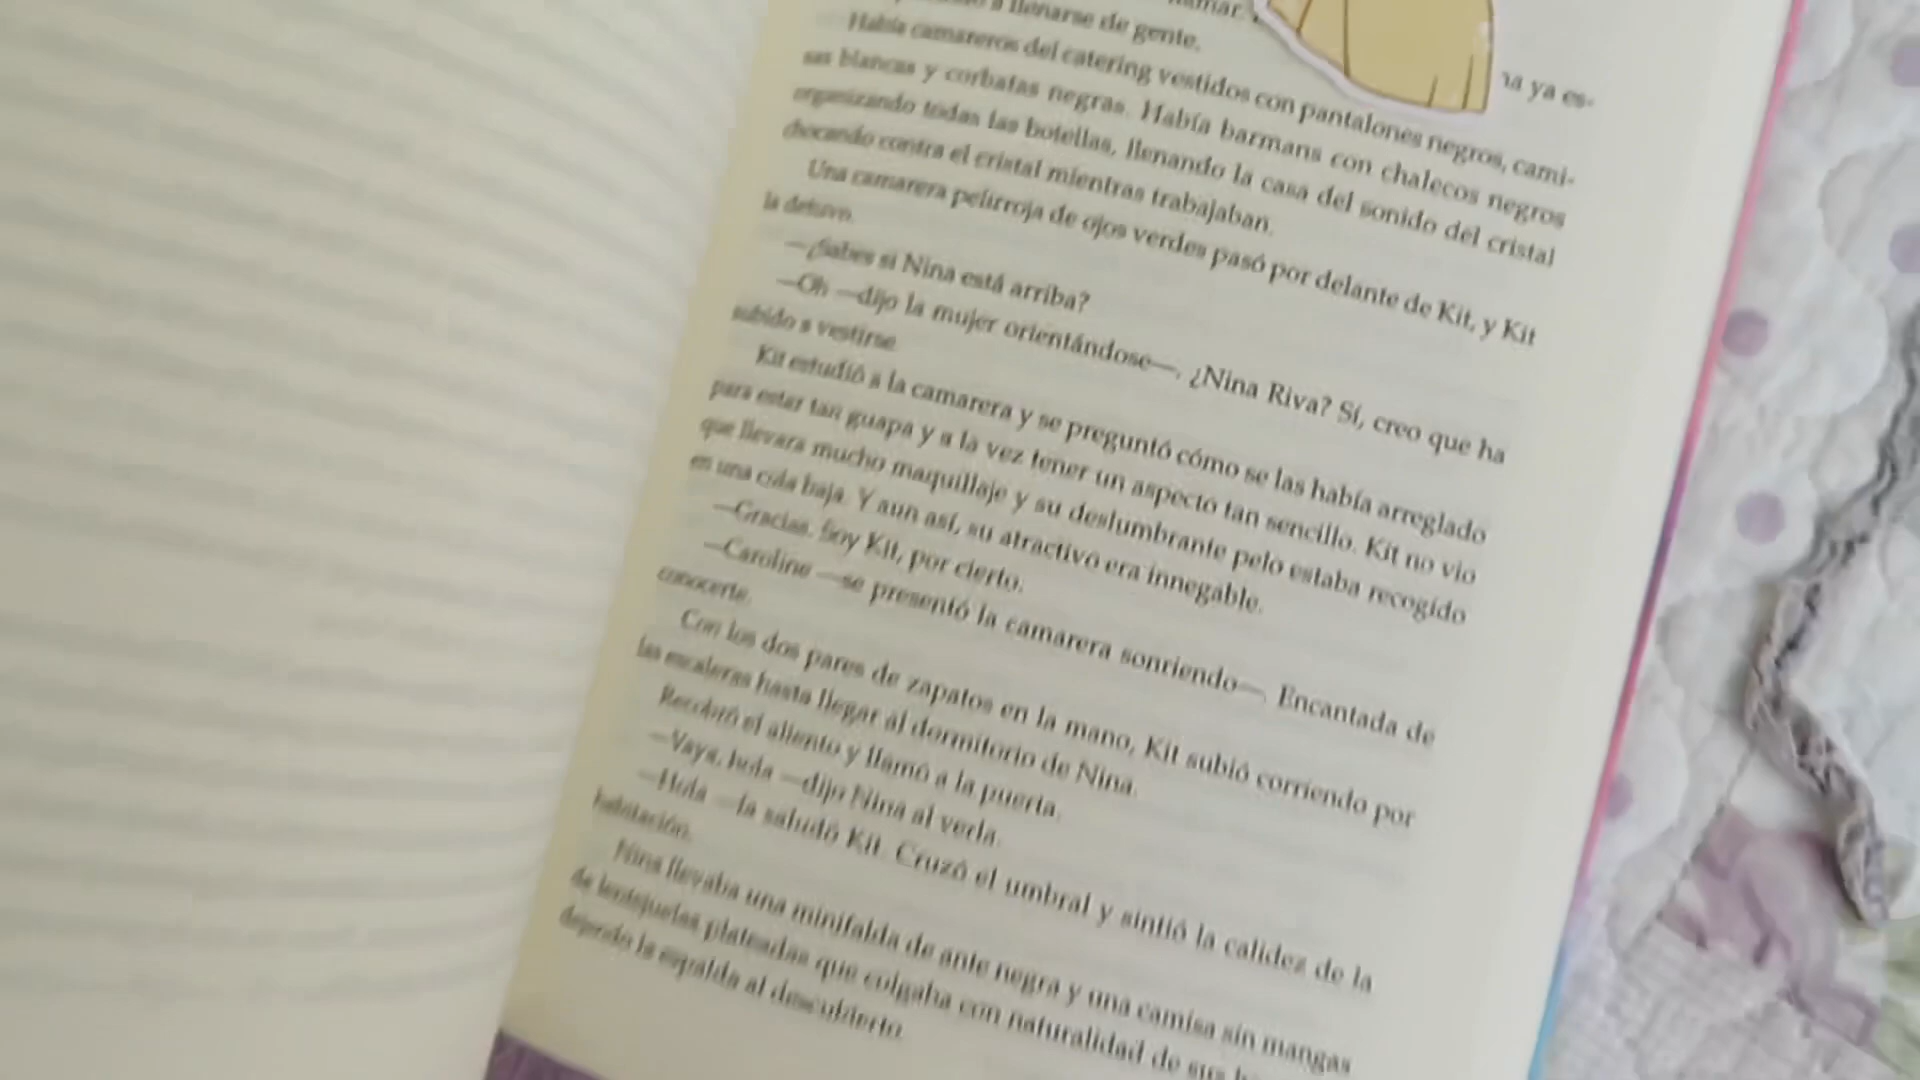 llenarse de gente.
na ya es-
Había camareros del catering vestidos con pantalones negros, cami-
sas blancas y corbatas negras. Había barmans con chalecos negros
organizando todas las botellas, llenando la casa del sonido del cristal
chocando contra el cristal mientras trabajaban.
Una camarera pelirroja de ojos verdes pasó por delante de Kit, y Kit
la detuvo.
—¿Sabes si Nina está arriba?
—Oh —dijo la mujer orientándose—. ¿Nina Riva? Sí, creo que ha
subido a vestirse.
Kit estudió a la camarera y se preguntó cómo se las había arreglado
para estar tan guapa y a la vez tener un aspecto tan sencillo. Kit no vio
que llevara mucho maquillaje y su deslumbrante pelo estaba recogido
en una cola baja. Y aun así, su atractivo era innegable.
—Gracias. Soy Kit, por cierto.
—Caroline —se presentó la camarera sonriendo—. Encantada de
conocerte.
Con los dos pares de zapatos en la mano, Kit subió corriendo por
las escaleras hasta llegar al dormitorio de Nina.
Recobró el aliento y llamó a la puerta.
—Vaya, hola —dijo Nina al verla.
—Hola —la saludó Kit. Cruzó el umbral y sintió la calidez de la
habitación.
Nina llevaba una minifalda de ante negra y una camisa sin mangas
de lentejuelas plateadas que colgaba con naturalidad de sus
dejando la espalda al descubierto.